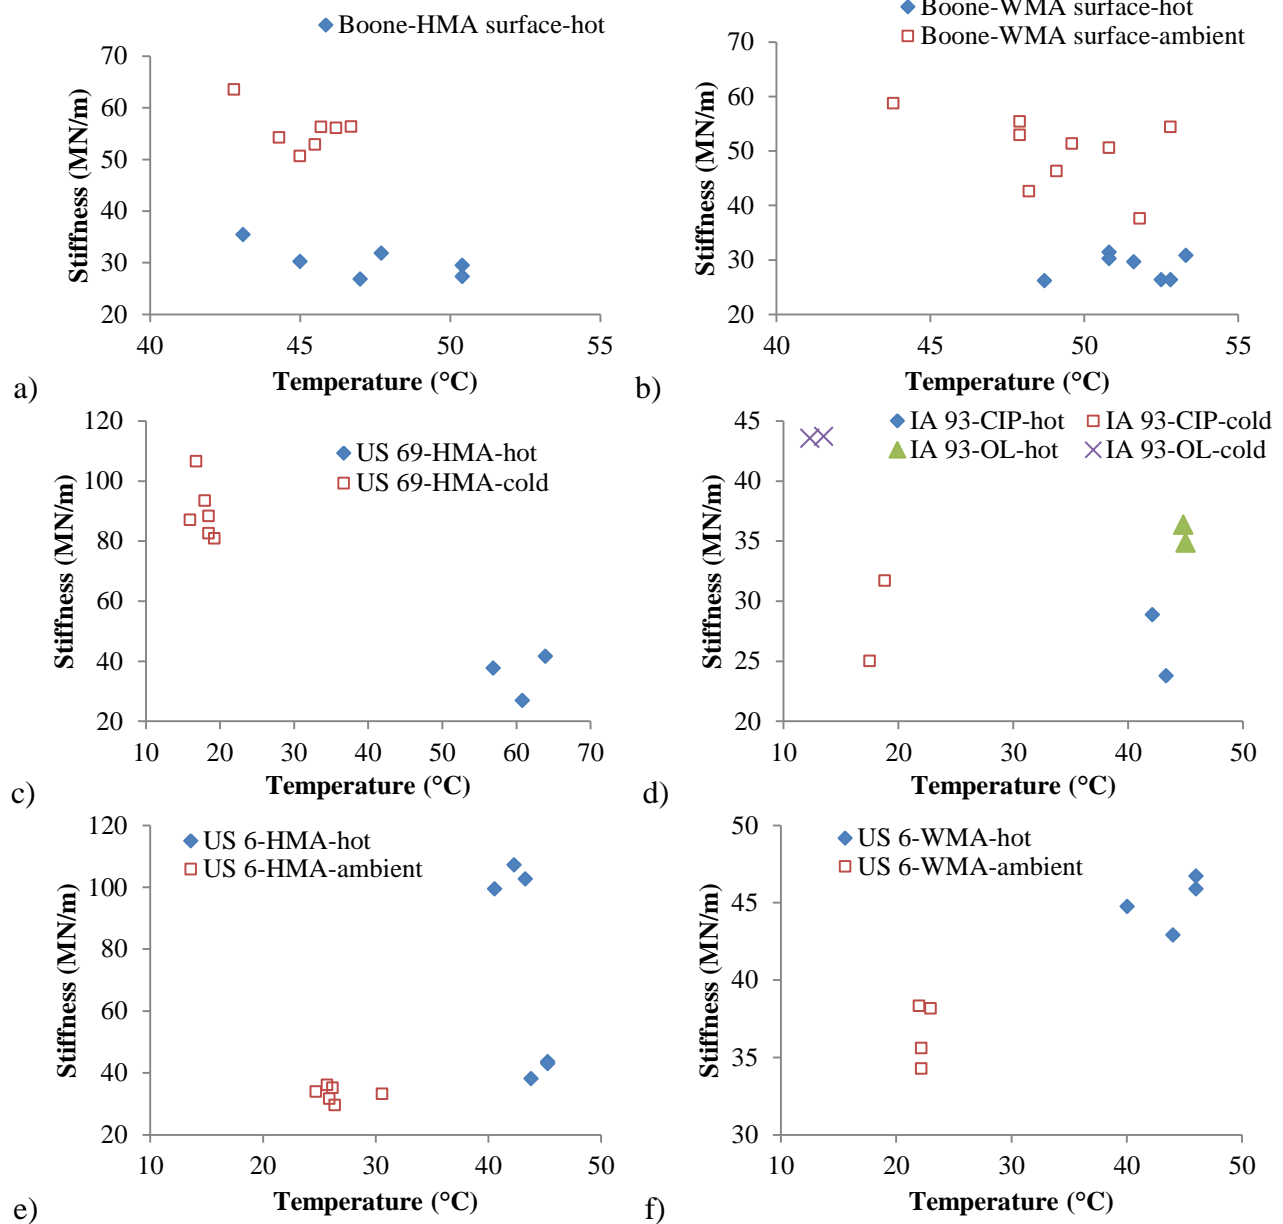 Boone-HMA surface-hot
70
60
50
40
30
20
Stiffness (MN/m)
40 45 50 55
Temperature (°C)
a)
Boone-WMA surface-hot
Boone-WMA surface-ambient
70
60
50
40
30
20
Stiffness (MN/m)
40 45 50 55
Temperature (°C)
b)
US 69-HMA-hot
US 69-HMA-cold
120
100
80
60
40
20
Stiffness (MN/m)
10 20 30 40 50 60 70
Temperature (°C)
c)
IA 93-CIP-hot IA 93-CIP-cold
IA 93-OL-hot IA 93-OL-cold
45
40
35
30
25
20
Stiffness (MN/m)
10 20 30 40 50
Temperature (°C)
d)
US 6-HMA-hot
US 6-HMA-ambient
120
100
80
60
40
20
Stiffness (MN/m)
10 20 30 40 50
Temperature (°C)
e)
US 6-WMA-hot
US 6-WMA-ambient
50
45
40
35
30
Stiffness (MN/m)
10 20 30 40 50
Temperature (°C)
f)